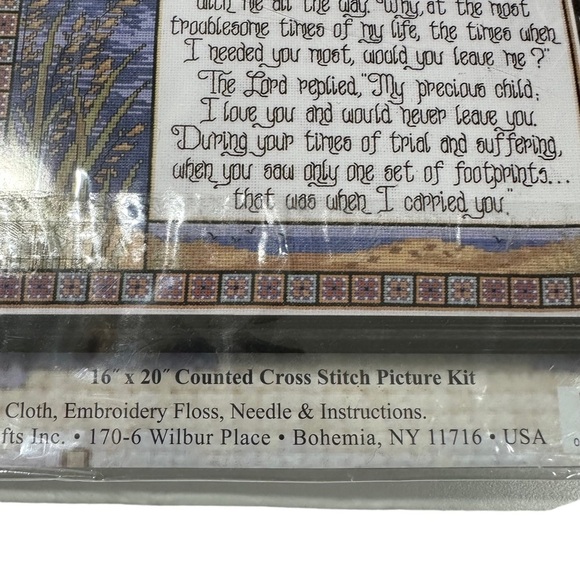 with me all the way. Why, at the most
troublesome times of my life, the times when
I needed you most, would you leave me?"
The Lord replied, "My precious child;
I love you and would never leave you.
During your times of trial and suffering,
when you saw only one set of footprints...
that was when I carried you."
16" x 20" Counted Cross Stitch Picture Kit
Cloth, Embroidery Floss, Needle & Instructions.
fts Inc. • 170-6 Wilbur Place • Bohemia, NY 11716 • USA
0